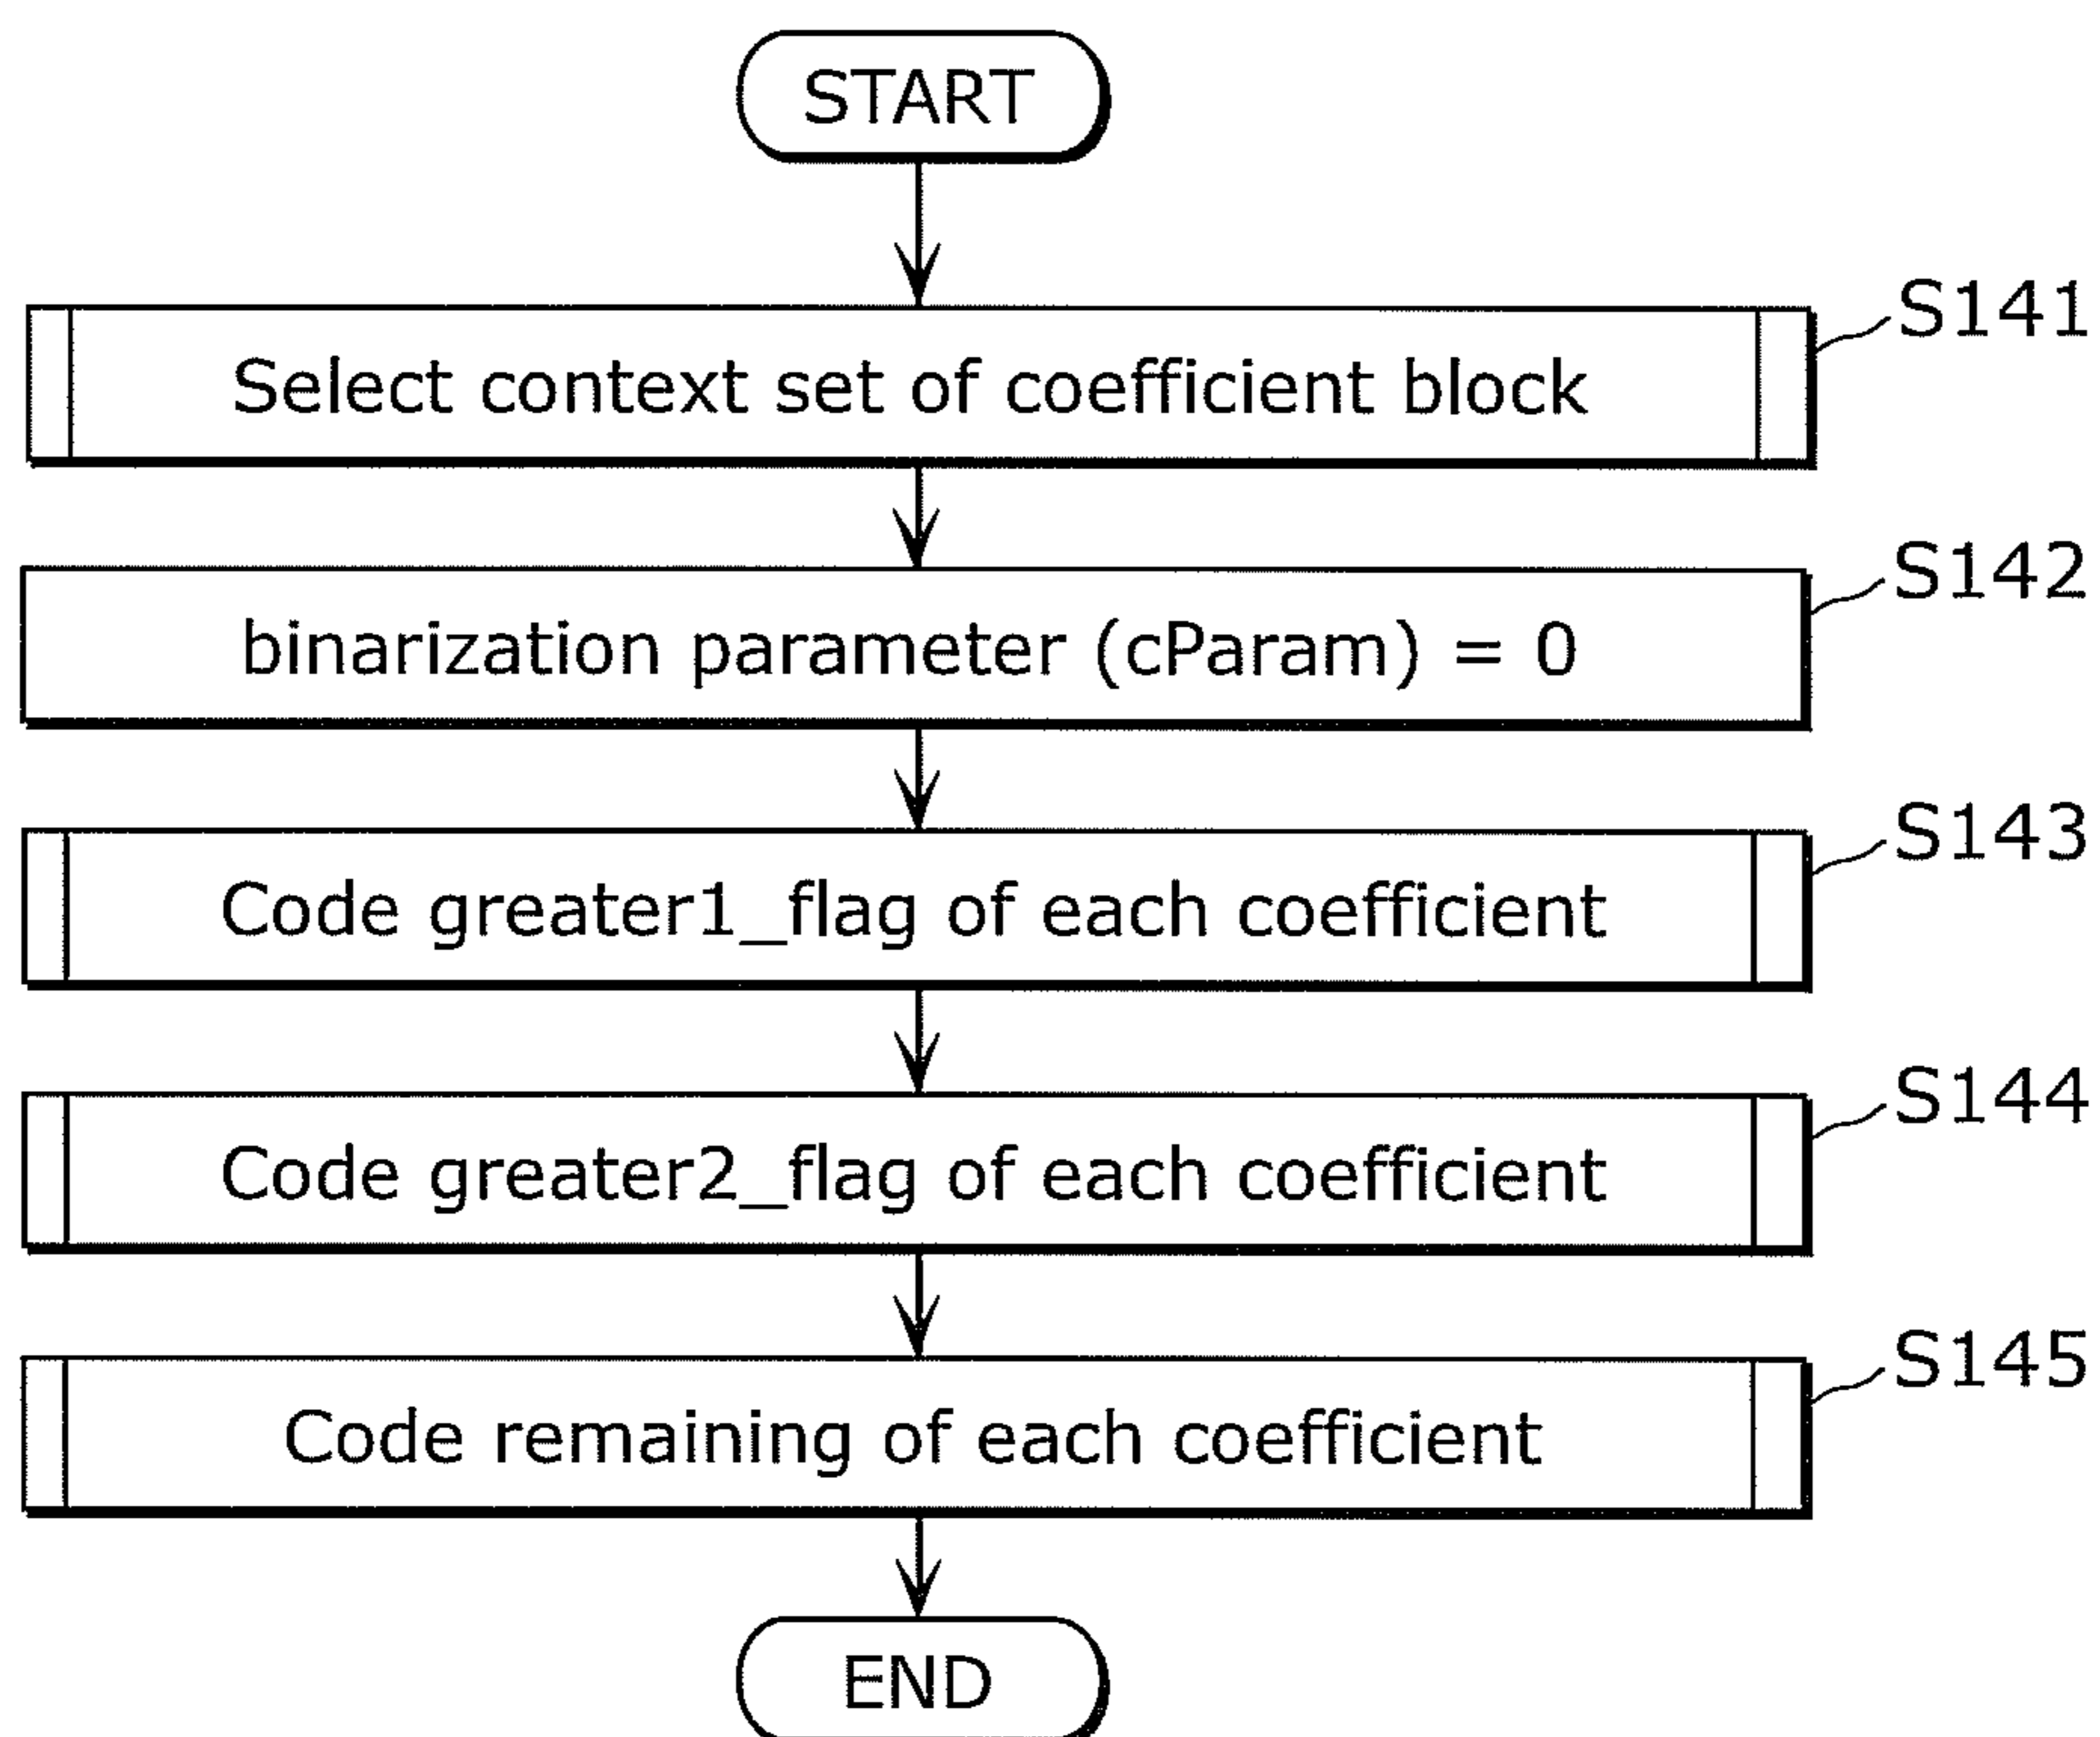 START
S141
Select context set of coefficient block
S142
binarization parameter (cParam) = 0
S143
Code greater1_flag of each coefficient
S144
Code greater2_flag of each coefficient
S145
Code remaining of each coefficient
END